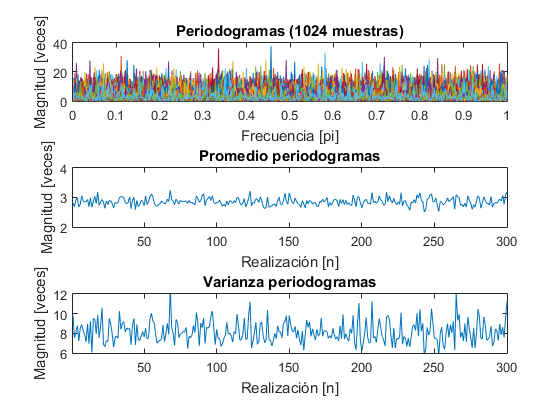 Periodogramas (1024 muestras)
Magnitud [veces]
40
20
0
0 0.1 0.2 0.3 0.4 0.5 0.6 0.7 0.8 0.9 1
Frecuencia [pi]
Promedio periodogramas
Magnitud [veces]
4
3
2
50 100 150 200 250 300
Realización [n]
Varianza periodogramas
Magnitud [veces]
12
10
8
6
50 100 150 200 250 300
Realización [n]